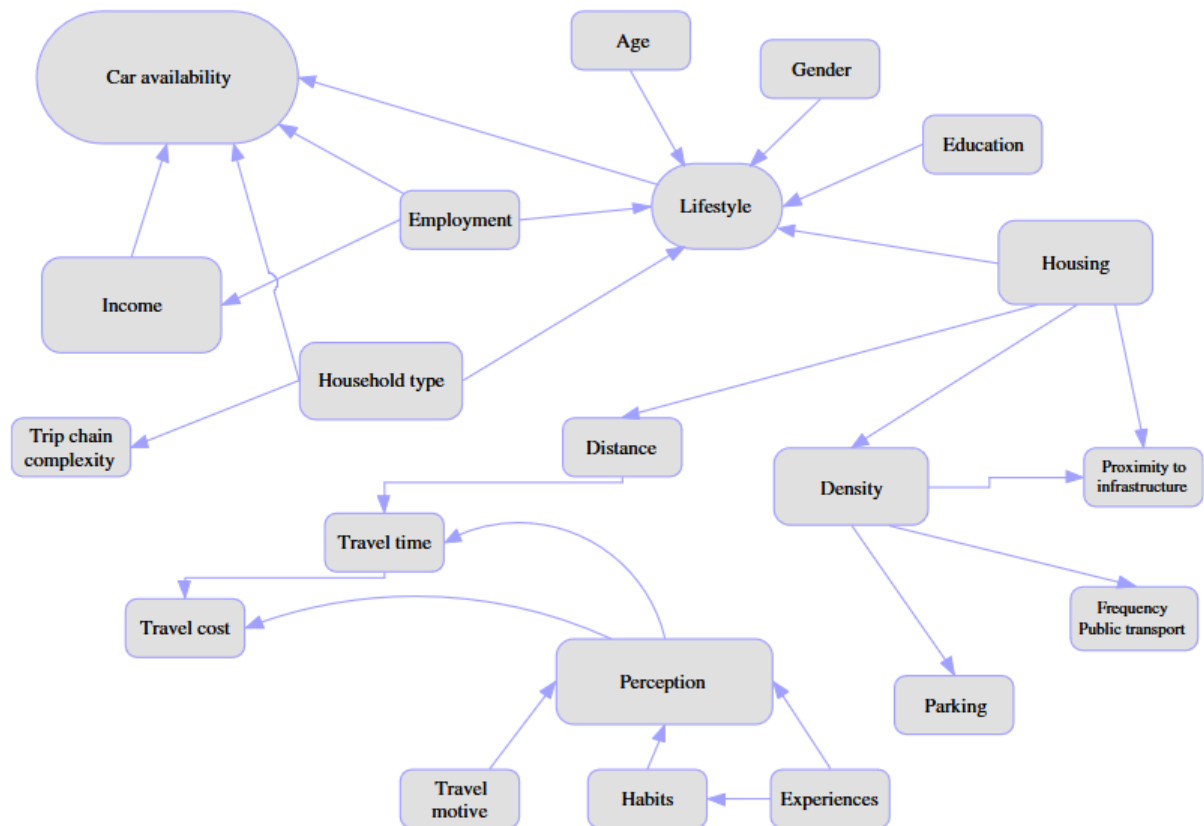 Age
Car availability
Gender
Education
Employment
Lifestyle
Housing
Income
Household type
Trip chain
complexity
Distance
Density
Proximity to
infrastructure
Travel time
Travel cost
Frequency
Public transport
Perception
Parking
Travel
motive
Habits
Experiences